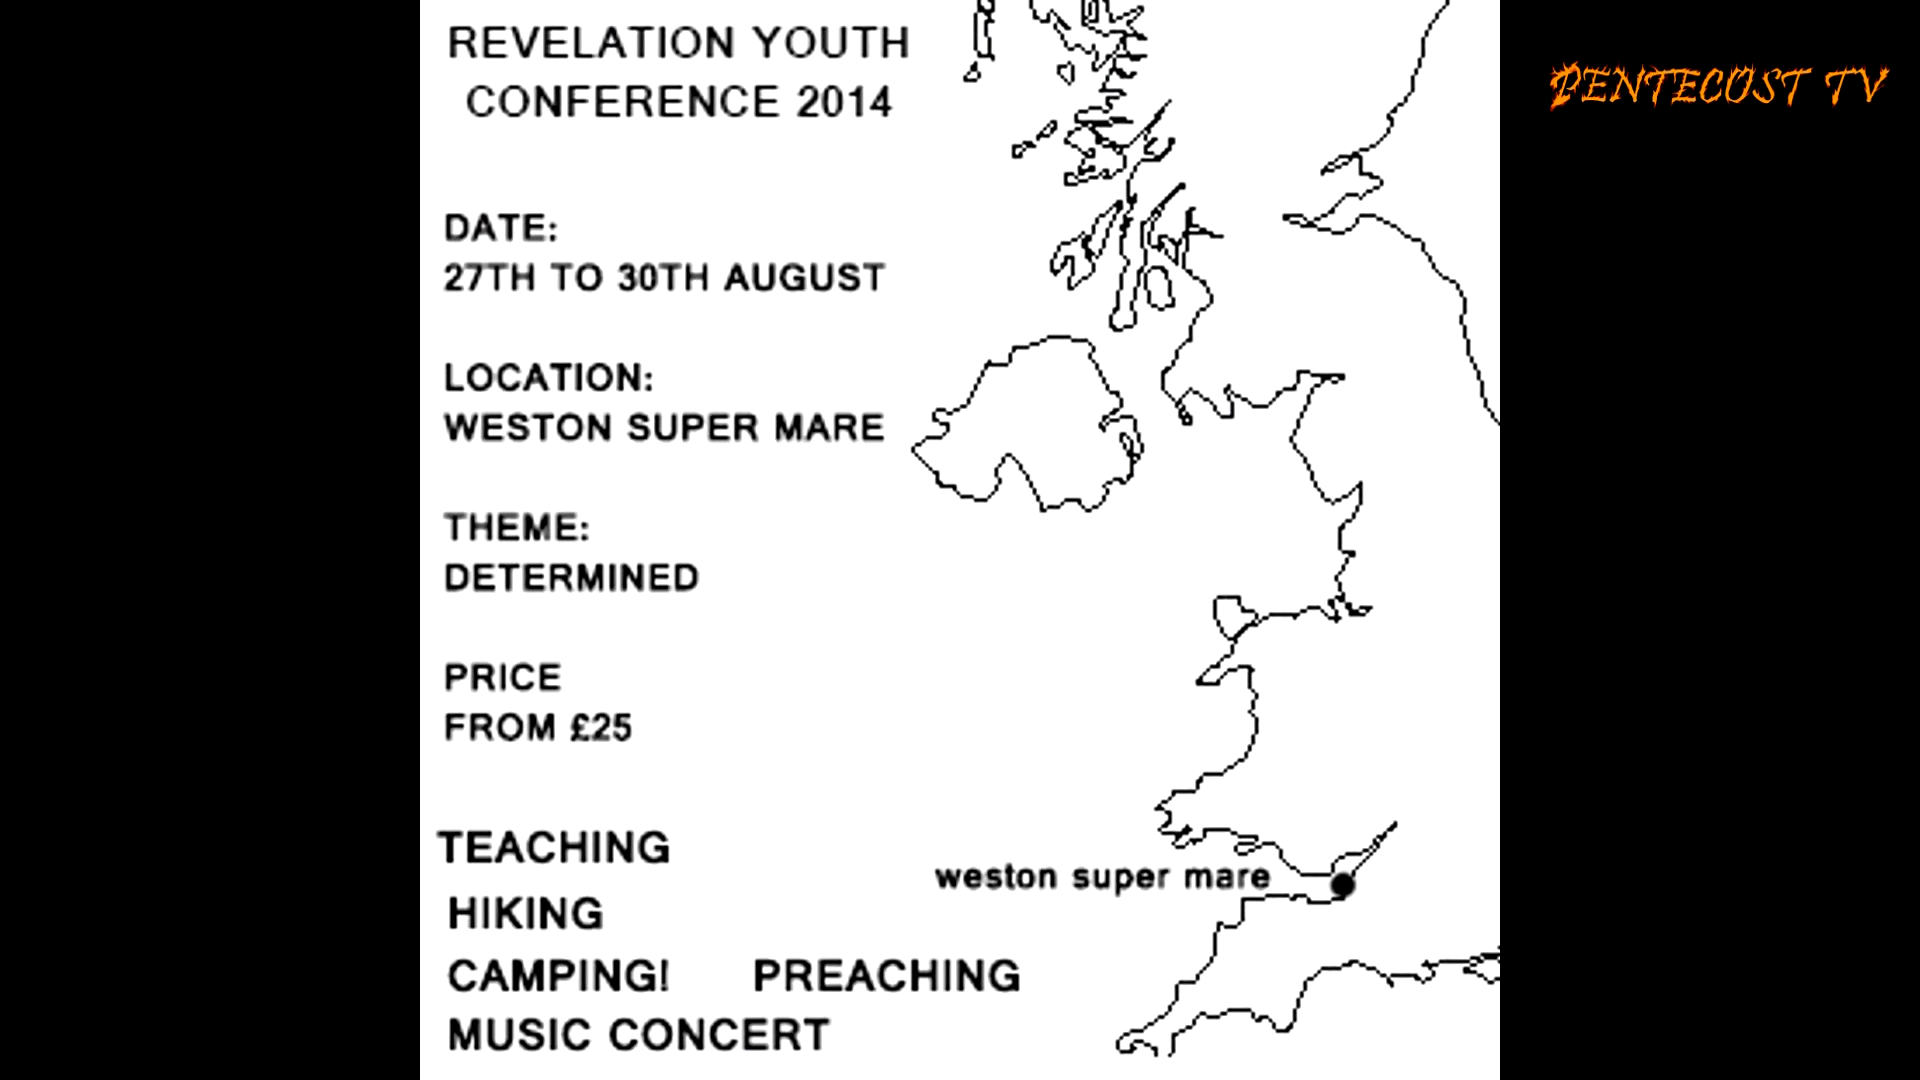 REVELATION YOUTH
CONFERENCE 2014
PENTECOST TV
DATE:
27TH TO 30TH AUGUST
LOCATION:
WESTON SUPER MARE
THEME:
DETERMINED
PRICE
FROM £25
TEACHING
weston super mare
HIKING
CAMPING! PREACHING
MUSIC CONCERT